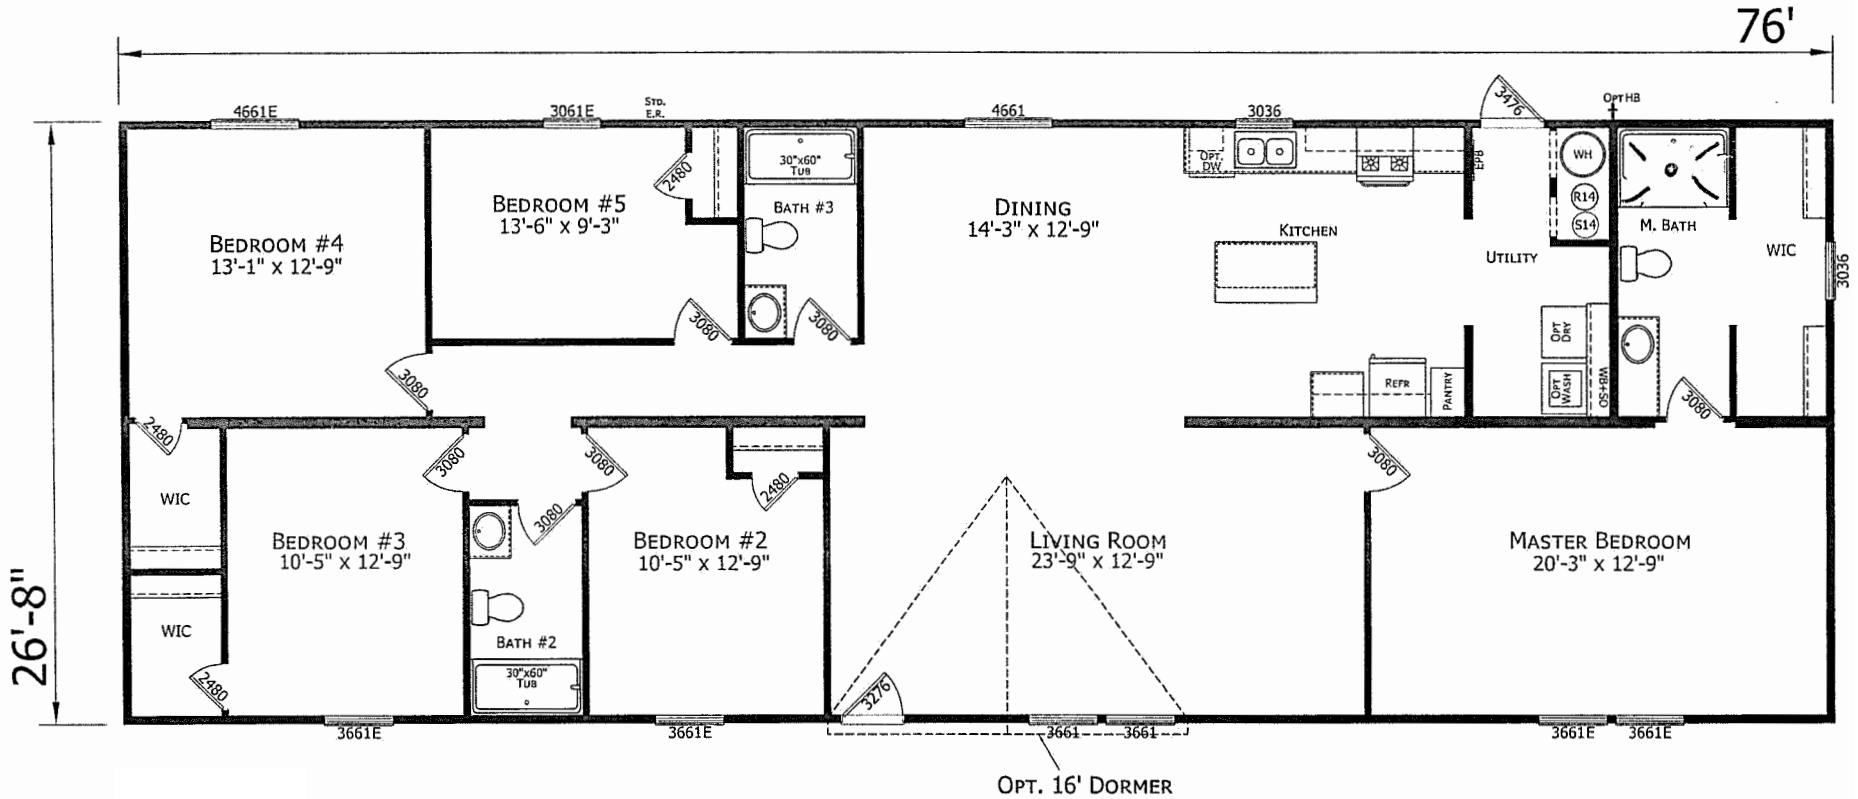 76'
4661E
3061E
STD.
E.R.
4661
3036
3476
OPT HB
2480
30"x60"
TUB
OPT.
DW
EPB
WH
R14
S14
BEDROOM #5
13'-6" x 9'-3"
BATH #3
DINING
14'-3" x 12'-9"
KITCHEN
M. BATH
BEDROOM #4
13'-1" x 12'-9"
UTILITY
WIC
3036
3080
3080
OPT
DRY
3080
REFR
PANTRY
OPT
WASH
WB+SO
3080
2480
3080
3080
3080
WIC
2480
3080
BEDROOM #3
10'-5" x 12'-9"
BEDROOM #2
10'-5" x 12'-9"
LIVING ROOM
23'-9" x 12'-9"
MASTER BEDROOM
20'-3" x 12'-9"
26'-8"
WIC
BATH #2
30"x60"
TUB
2480
3276
3661E
3661E
3661
3661
3661E
3661E
OPT. 16' DORMER